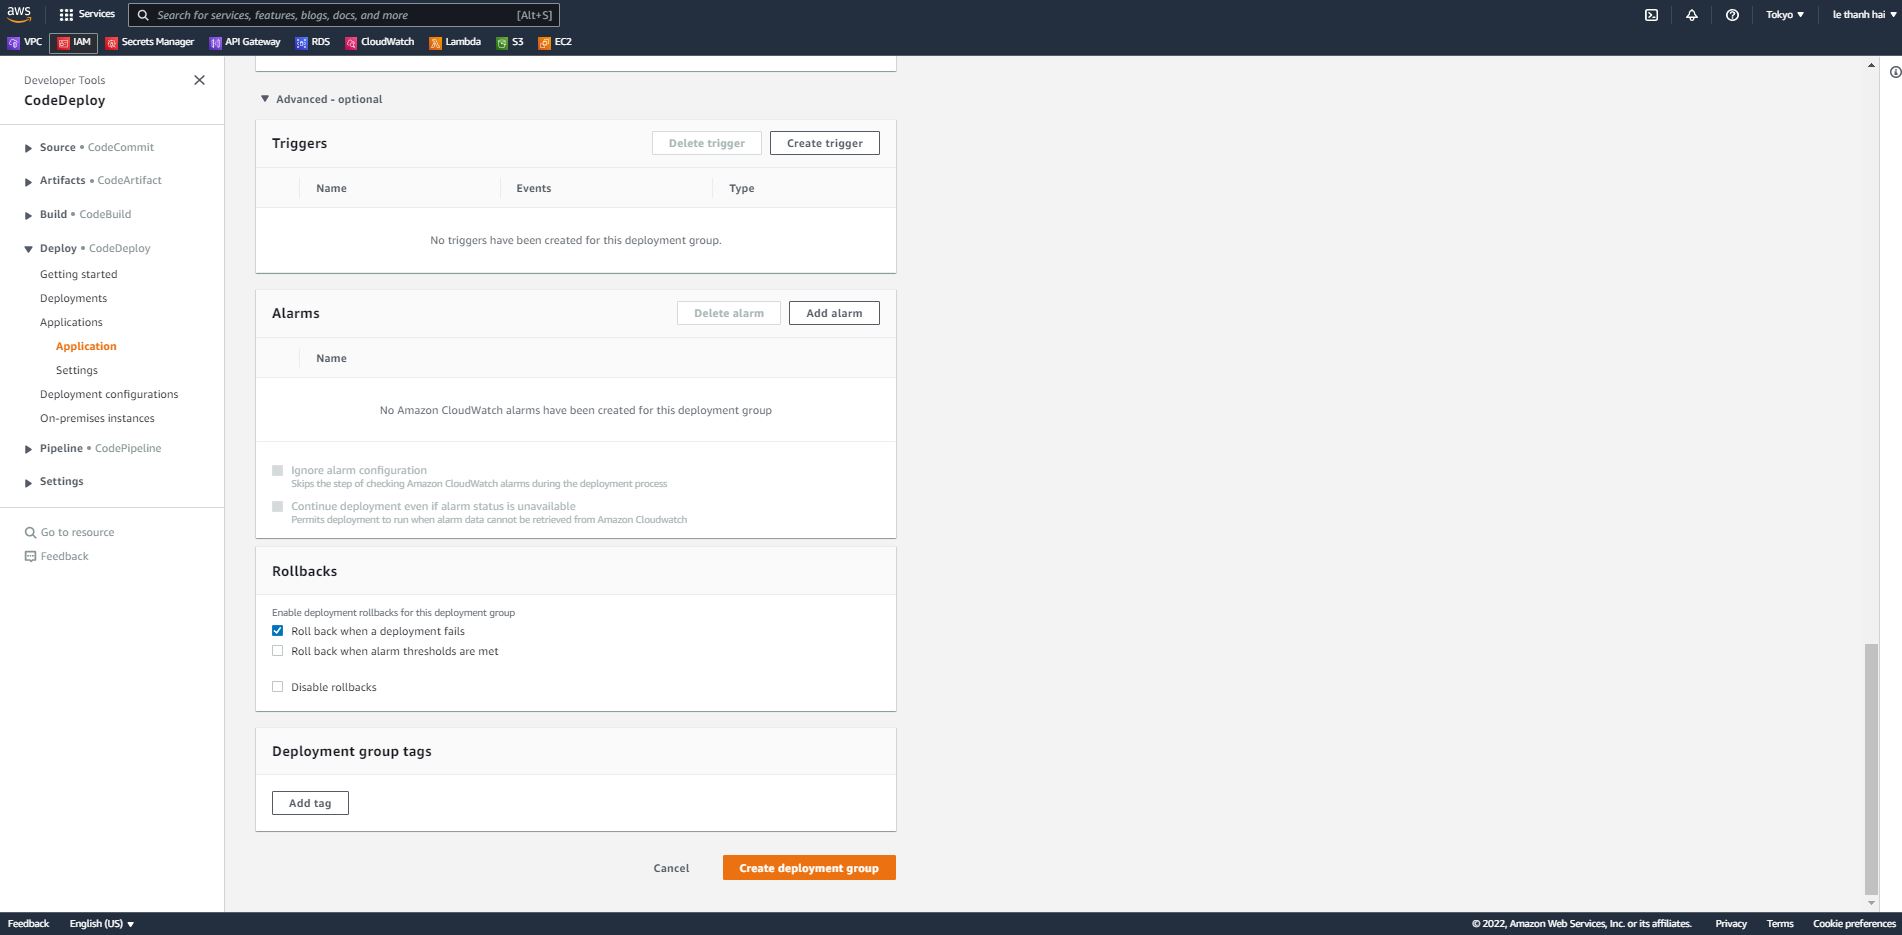 aws
Services
Search for services, features, blogs, docs, and more
[Alt+S]
Tokyo ▼
le thanh hai ▼
VPC
IAM
Secrets Manager
API Gateway
RDS
CloudWatch
Lambda
S3
EC2
Developer Tools
CodeDeploy
Source • CodeCommit
Artifacts • CodeArtifact
Build • CodeBuild
Deploy • CodeDeploy
Getting started
Deployments
Applications
Application
Settings
Deployment configurations
On-premises instances
Pipeline • CodePipeline
Settings
Go to resource
Feedback
Advanced - optional
Triggers
Delete trigger
Create trigger
Name
Events
Type
No triggers have been created for this deployment group.
Alarms
Delete alarm
Add alarm
Name
No Amazon CloudWatch alarms have been created for this deployment group
Ignore alarm configuration
Skips the step of checking Amazon CloudWatch alarms during the deployment process
Continue deployment even if alarm status is unavailable
Permits deployment to run when alarm data cannot be retrieved from Amazon Cloudwatch
Rollbacks
Enable deployment rollbacks for this deployment group
Roll back when a deployment fails
Roll back when alarm thresholds are met
Disable rollbacks
Deployment group tags
Add tag
Cancel
Create deployment group
Feedback
English (US) ▼
© 2022, Amazon Web Services, Inc. or its affiliates.
Privacy
Terms
Cookie preferences